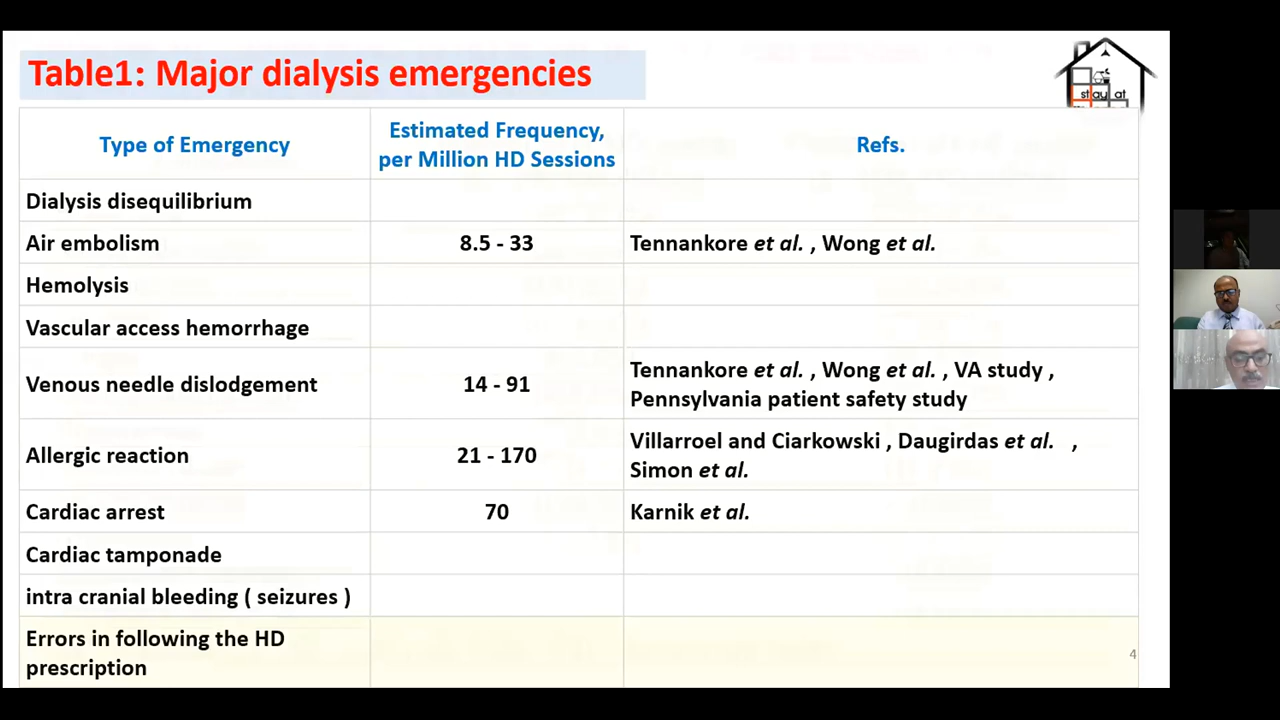 Table1: Major dialysis emergencies
stay at
Type of Emergency
Estimated Frequency,
per Million HD Sessions
Refs.
Dialysis disequilibrium
Air embolism
8.5 - 33
Tennankore et al. , Wong et al.
Hemolysis
Vascular access hemorrhage
Venous needle dislodgement
14 - 91
Tennankore et al. , Wong et al. , VA study ,
Pennsylvania patient safety study
Allergic reaction
21 - 170
Villarroel and Ciarkowski , Daugirdas et al. ,
Simon et al.
Cardiac arrest
70
Karnik et al.
Cardiac tamponade
intra cranial bleeding ( seizures )
Errors in following the HD
prescription
4